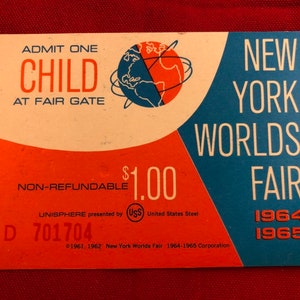 ADMIT ONE
CHILD
AT FAIR GATE
NEW
YORK
WORLDS
FAIR
1964
1965
NON-REFUNDABLE $1.00
UNISPHERE presented by USS United States Steel
D 701704
©1961, 1962 New York Worlds Fair 1964-1965 Corporation